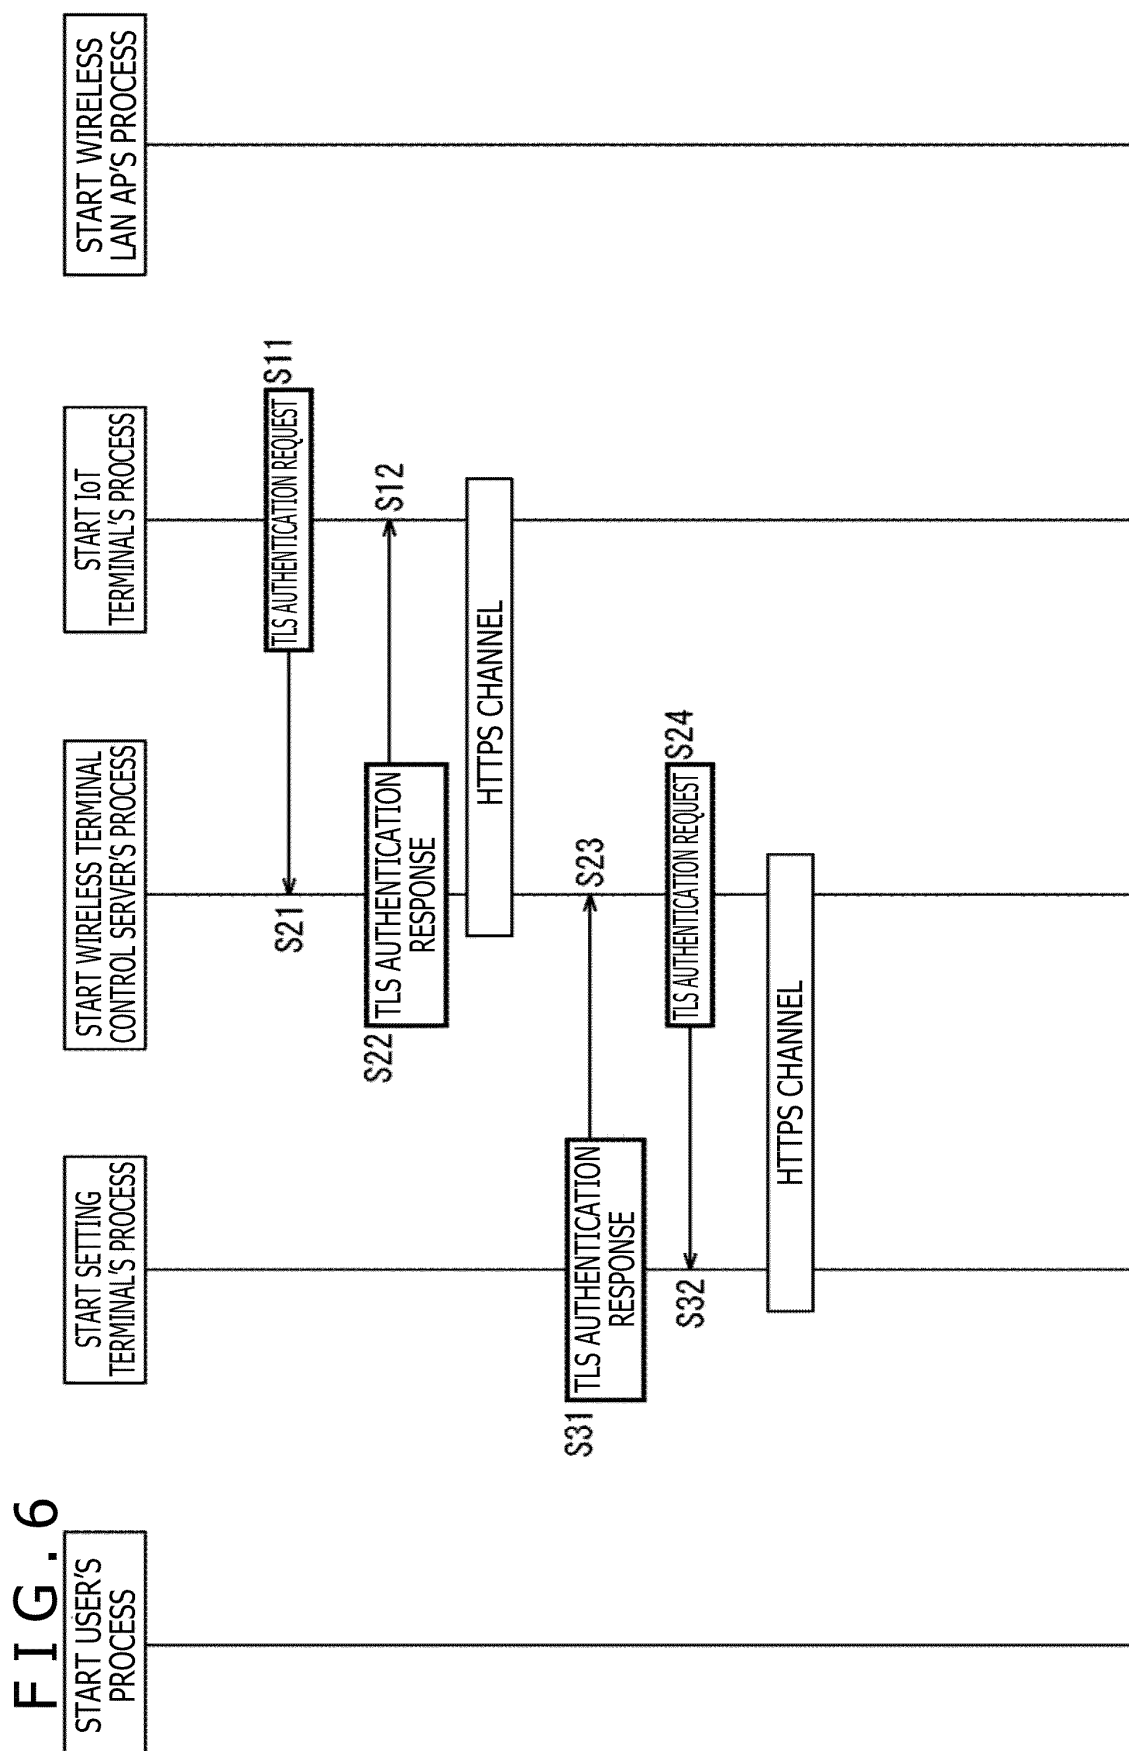 FIG.6
START USER'S
PROCESS
START SETTING
TERMINAL'S PROCESS
START WIRELESS TERMINAL
CONTROL SERVER'S PROCESS
START IoT
TERMINAL'S PROCESS
START WIRELESS
LAN AP'S PROCESS
S21
TLS AUTHENTICATION REQUEST
S11
S22
TLS AUTHENTICATION
RESPONSE
S12
HTTPS CHANNEL
S31
TLS AUTHENTICATION
RESPONSE
S23
S32
TLS AUTHENTICATION REQUEST
S24
HTTPS CHANNEL